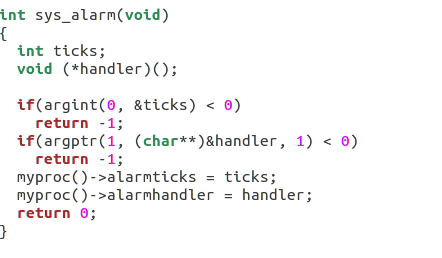 int sys_alarm(void)
{
  int ticks;
  void (*handler)();

  if(argint(0, &ticks) < 0)
    return -1;
  if(argptr(1, (char**)&handler, 1) < 0)
    return -1;
  myproc()->alarmticks = ticks;
  myproc()->alarmhandler = handler;
  return 0;
}